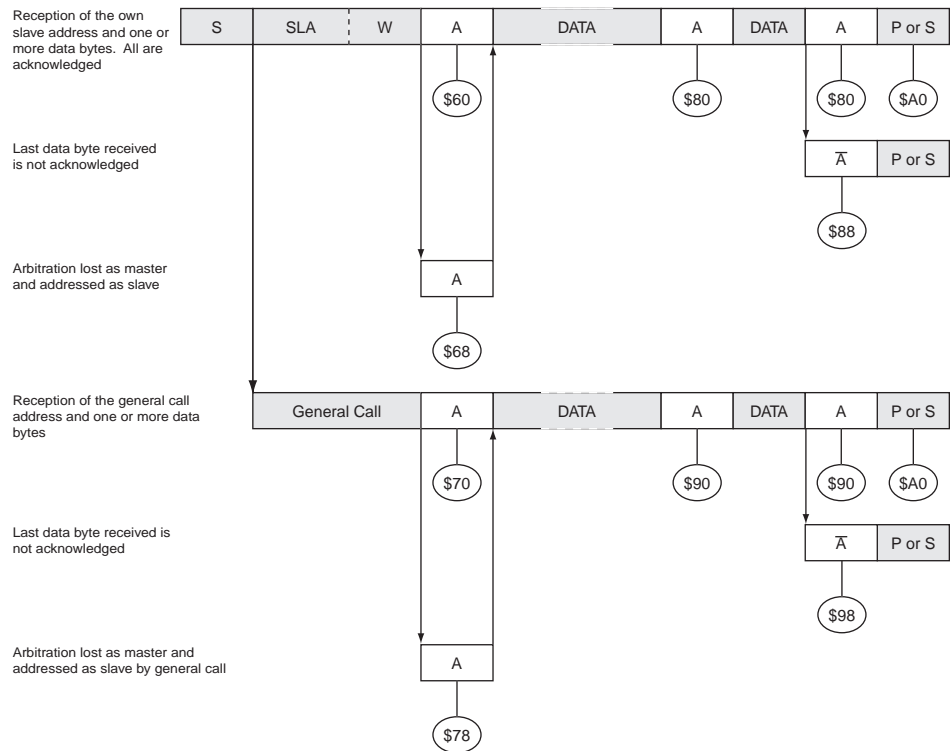 Reception of the own
slave address and one or
more data bytes. All are
acknowledged
S SLA W A DATA A DATA A P or S
$60 $80 $80 $A0
Last data byte received
is not acknowledged
A̅ P or S
$88
Arbitration lost as master
and addressed as slave
A
$68
Reception of the general call
address and one or more data
bytes
General Call A DATA A DATA A P or S
$70 $90 $90 $A0
Last data byte received is
not acknowledged
A̅ P or S
$98
Arbitration lost as master and
addressed as slave by general call
A
$78